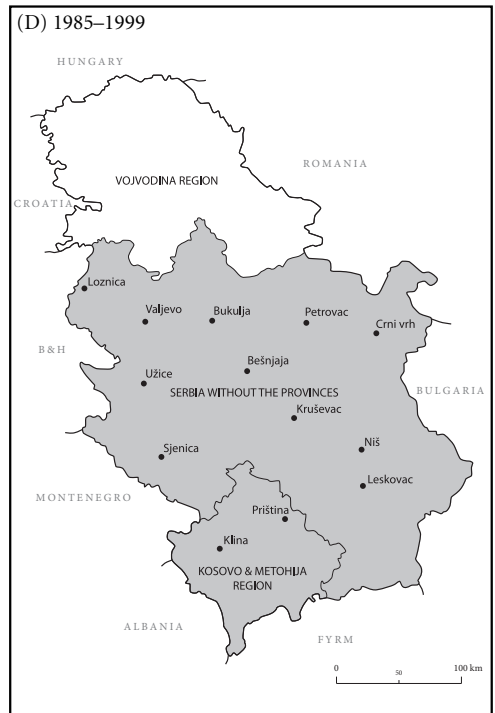 (D) 1985–1999
HUNGARY
ROMANIA
VOJVODINA REGION
CROATIA
Loznica
Valjevo
Bukulja
Petrovac
Crni vrh
B&H
Bešnjaja
Užice
SERBIA WITHOUT THE PROVINCES
BULGARIA
Kruševac
Niš
Sjenica
Leskovac
MONTENEGRO
Priština
Klina
KOSOVO & METOHIJA
REGION
ALBANIA
FYRM
0
50
100 km